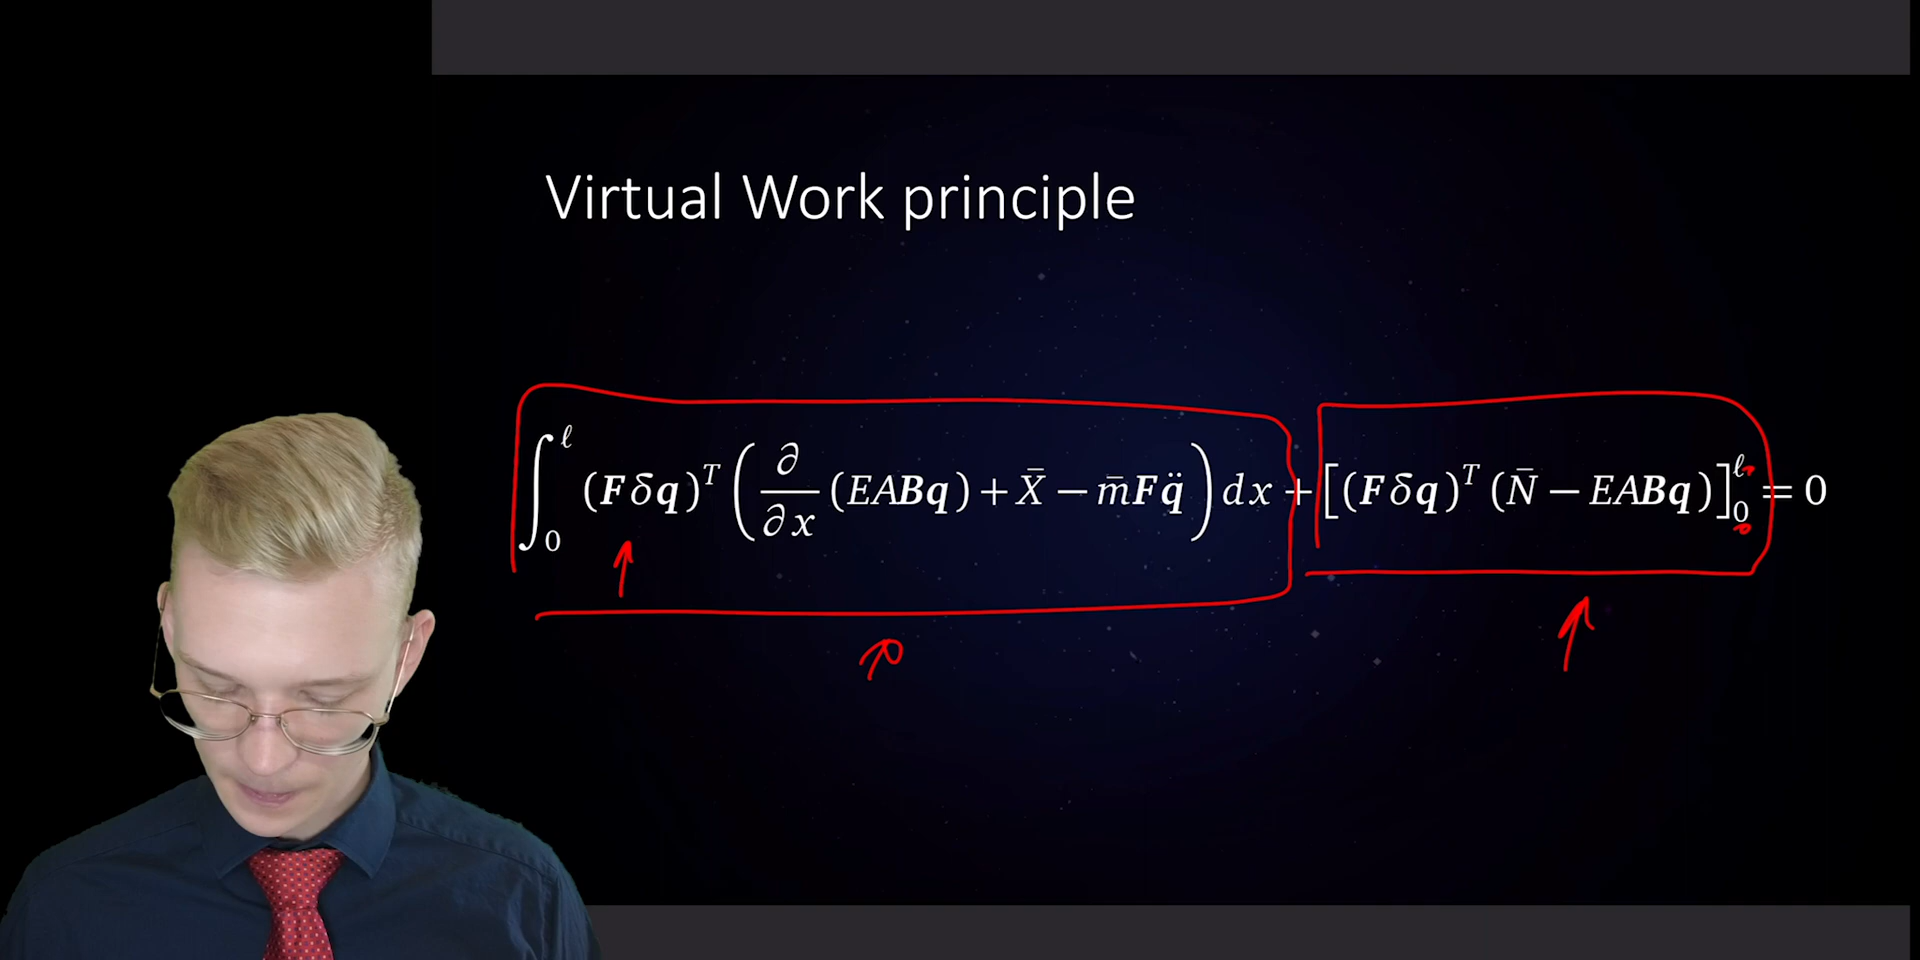 Virtual Work principle
∫₀^ℓ (Fδq)ᵀ (∂/∂x (EABq) + X̄ − m̄Fq̈) dx + [(Fδq)ᵀ (N̄ − EABq)]₀^ℓ = 0